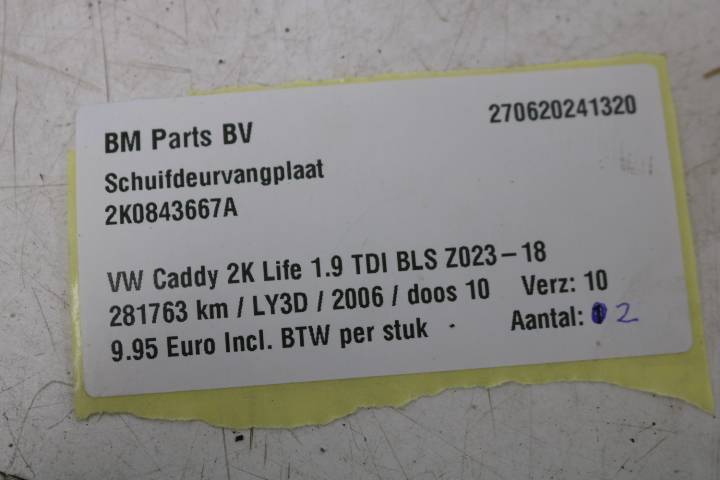 BM Parts BV
270620241320
Schuifdeurvangplaat
2K0843667A
VW Caddy 2K Life 1.9 TDI BLS Z023-18
281763 km / LY3D / 2006 / doos 10 Verz: 10
9.95 Euro Incl. BTW per stuk Aantal: 2